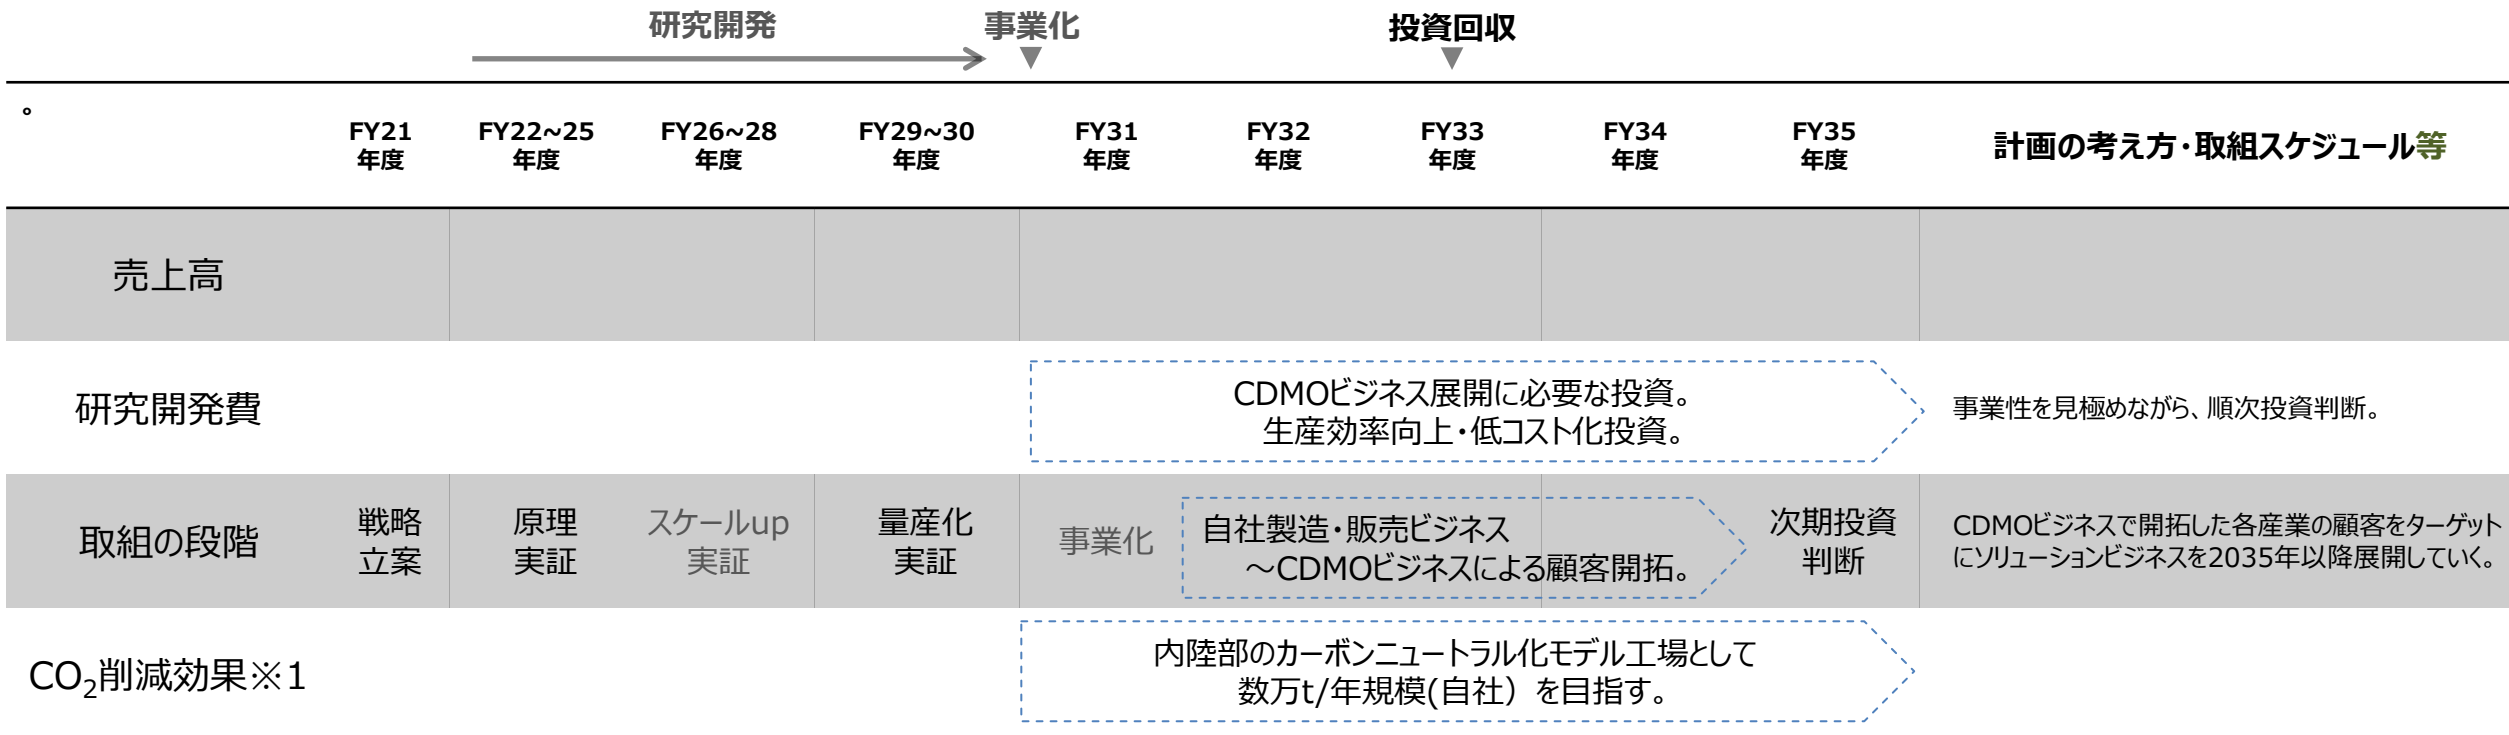 研究開発
事業化
投資回収
。
FY21
年度
FY22~25
年度
FY26~28
年度
FY29~30
年度
FY31
年度
FY32
年度
FY33
年度
FY34
年度
FY35
年度
計画の考え方・取組スケジュール等
売上高
研究開発費
CDMOビジネス展開に必要な投資。
生産効率向上・低コスト化投資。
事業性を見極めながら、順次投資判断。
取組の段階
戦略
立案
原理
実証
スケールup
実証
量産化
実証
事業化
自社製造・販売ビジネス
～CDMOビジネスによる顧客開拓。
次期投資
判断
CDMOビジネスで開拓した各産業の顧客をターゲット
にソリューションビジネスを2035年以降展開していく。
CO2削減効果※1
内陸部のカーボンニュートラル化モデル工場として
数万t/年規模(自社）を目指す。